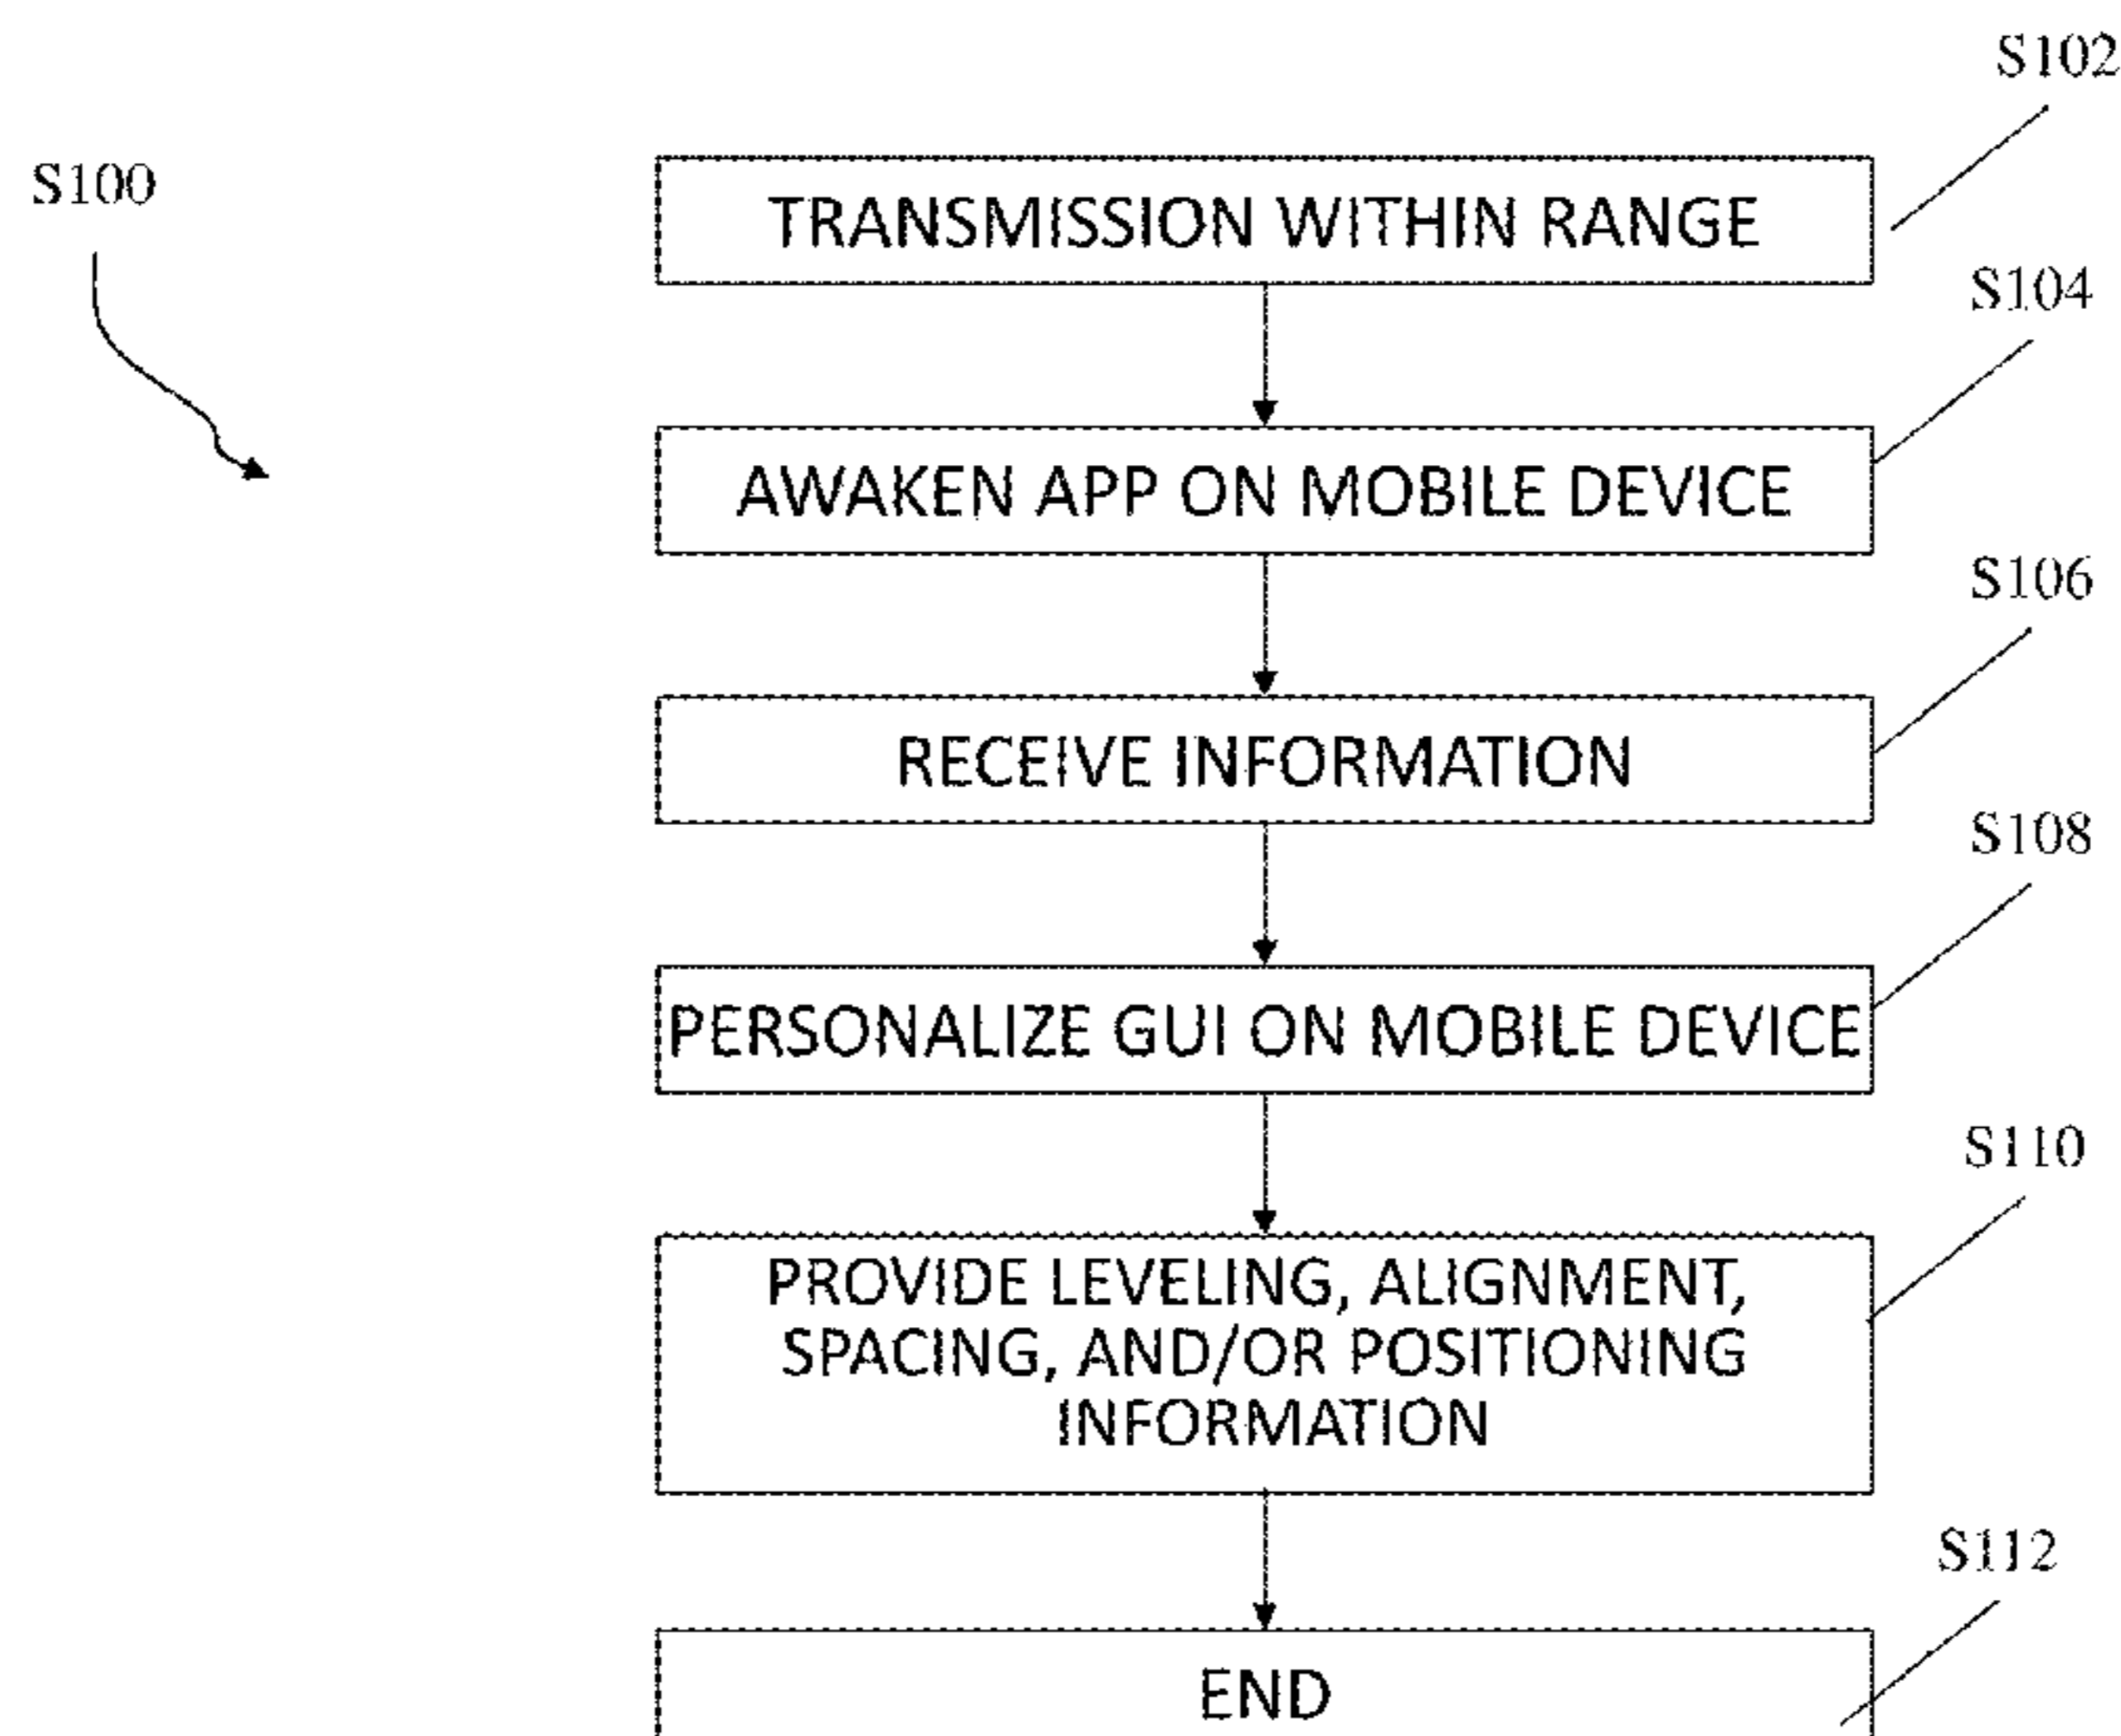 S102
S100
TRANSMISSION WITHIN RANGE
S104
AWAKEN APP ON MOBILE DEVICE
S106
RECEIVE INFORMATION
S108
PERSONALIZE GUI ON MOBILE DEVICE
S110
PROVIDE LEVELING, ALIGNMENT,
SPACING, AND/OR POSITIONING
INFORMATION
S112
END